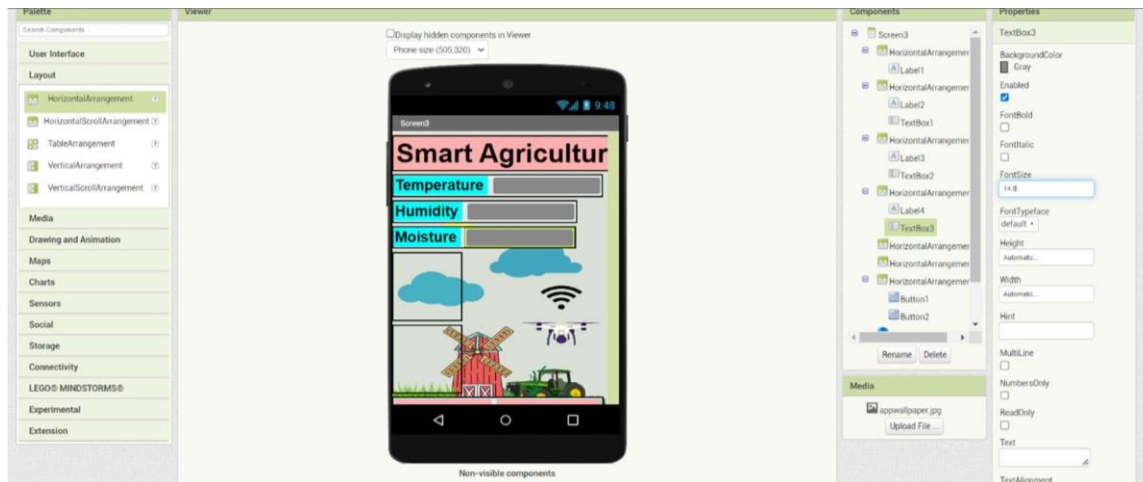 Palette
Search Components...
User Interface
Layout
HorizontalArrangement
HorizontalScrollArrangement
TableArrangement
VerticalArrangement
VerticalScrollArrangement
Media
Drawing and Animation
Maps
Charts
Sensors
Social
Storage
Connectivity
LEGO® MINDSTORMS®
Experimental
Extension
Viewer
Display hidden components in Viewer
Phone size (505,320)
9:48
Screen3
Smart Agricultur
Temperature
Humidity
Moisture
Non-visible components
Components
Screen3
HorizontalArrangemer
Label1
HorizontalArrangemer
Label2
TextBox1
HorizontalArrangemer
Label3
TextBox2
HorizontalArrangemer
Label4
TextBox3
HorizontalArrangemer
HorizontalArrangemer
HorizontalArrangemer
Button1
Button2
Rename Delete
Media
appwallpaper.jpg
Upload File ...
Properties
TextBox3
BackgroundColor
Gray
Enabled
FontBold
FontItalic
FontSize
14.0
FontTypeface
default
Height
Automatic...
Width
Automatic...
Hint
MultiLine
NumbersOnly
ReadOnly
Text
TextAlignment